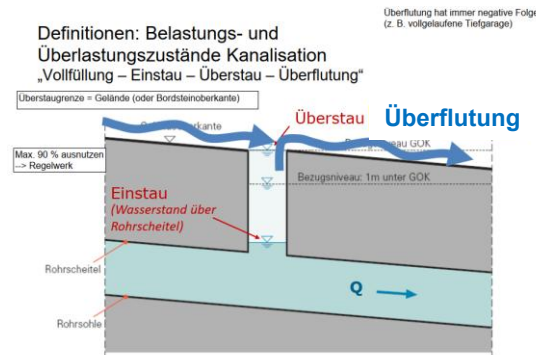 Überflutung hat immer negative Folge
(z. B. vollgelaufene Tiefgarage)
Definitionen: Belastungs- und
Überlastungszustände Kanalisation
„Vollfüllung – Einstau – Überstau – Überflutung“
Überstaugrenze = Gelände (oder Bordsteinoberkante)
Überstau
Überflutung
GOK
Max. 90 % ausnutzen
--> Regelwerk
Bezugsniveau: 1m unter GOK
Einstau
(Wasserstand über
Rohrscheitel)
Rohrscheitel
Q
Rohrsohle